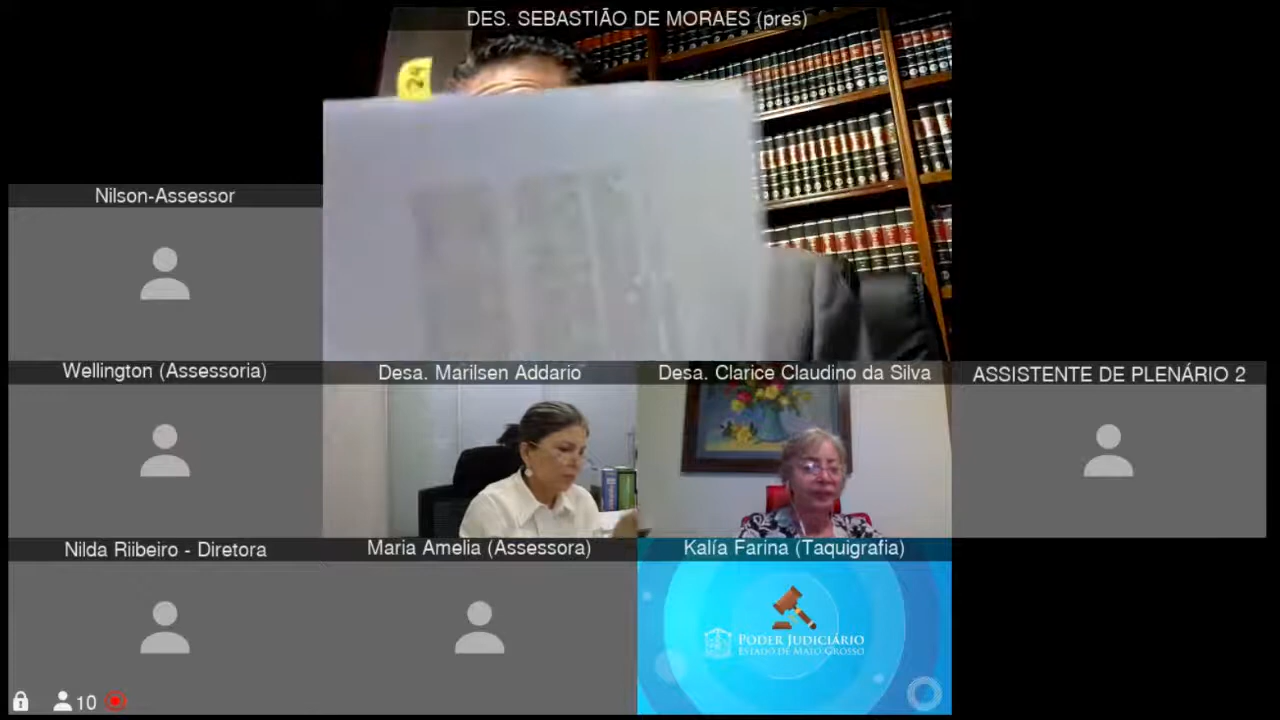 DES. SEBASTIÃO DE MORAES (pres)
24
Nilson-Assessor
Wellington (Assessoria)
Desa. Marilsen Addario
Desa. Clarice Claudino da Silva
ASSISTENTE DE PLENÁRIO 2
Nilda Riibeiro - Diretora
Maria Amelia (Assessora)
Kalía Farina (Taquigrafia)
PODER JUDICIÁRIO
ESTADO DE MATO GROSSO
10